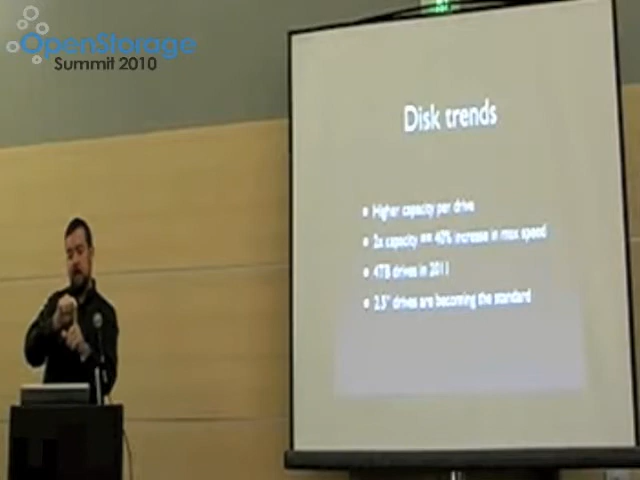 OpenStorage
Summit 2010
Disk trends
Higher capacity per drive
2x capacity == 40% increase in max speed
4TB drives in 2011
2.5" drives are becoming the standard